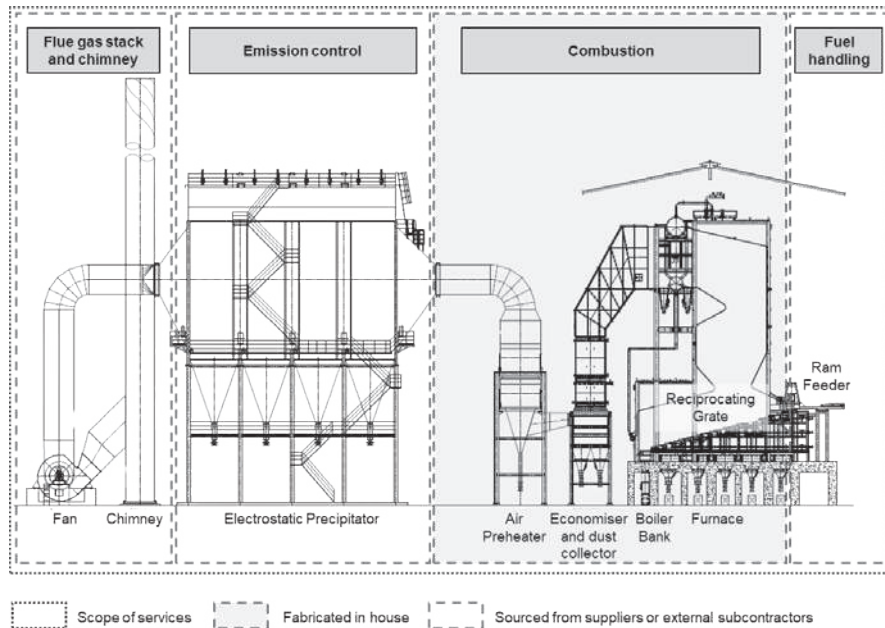 Flue gas stack
and chimney
Emission control
Combustion
Fuel
handling
Ram
Feeder
Reciprocating
Grate
Fan
Chimney
Electrostatic Precipitator
Air
Preheater
Economiser
and dust
collector
Boiler
Bank
Furnace
Scope of services
Fabricated in house
Sourced from suppliers or external subcontractors